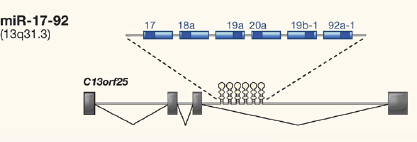 miR-17-92
(13q31.3)
17 18a 19a 20a 19b-1 92a-1
C13orf25